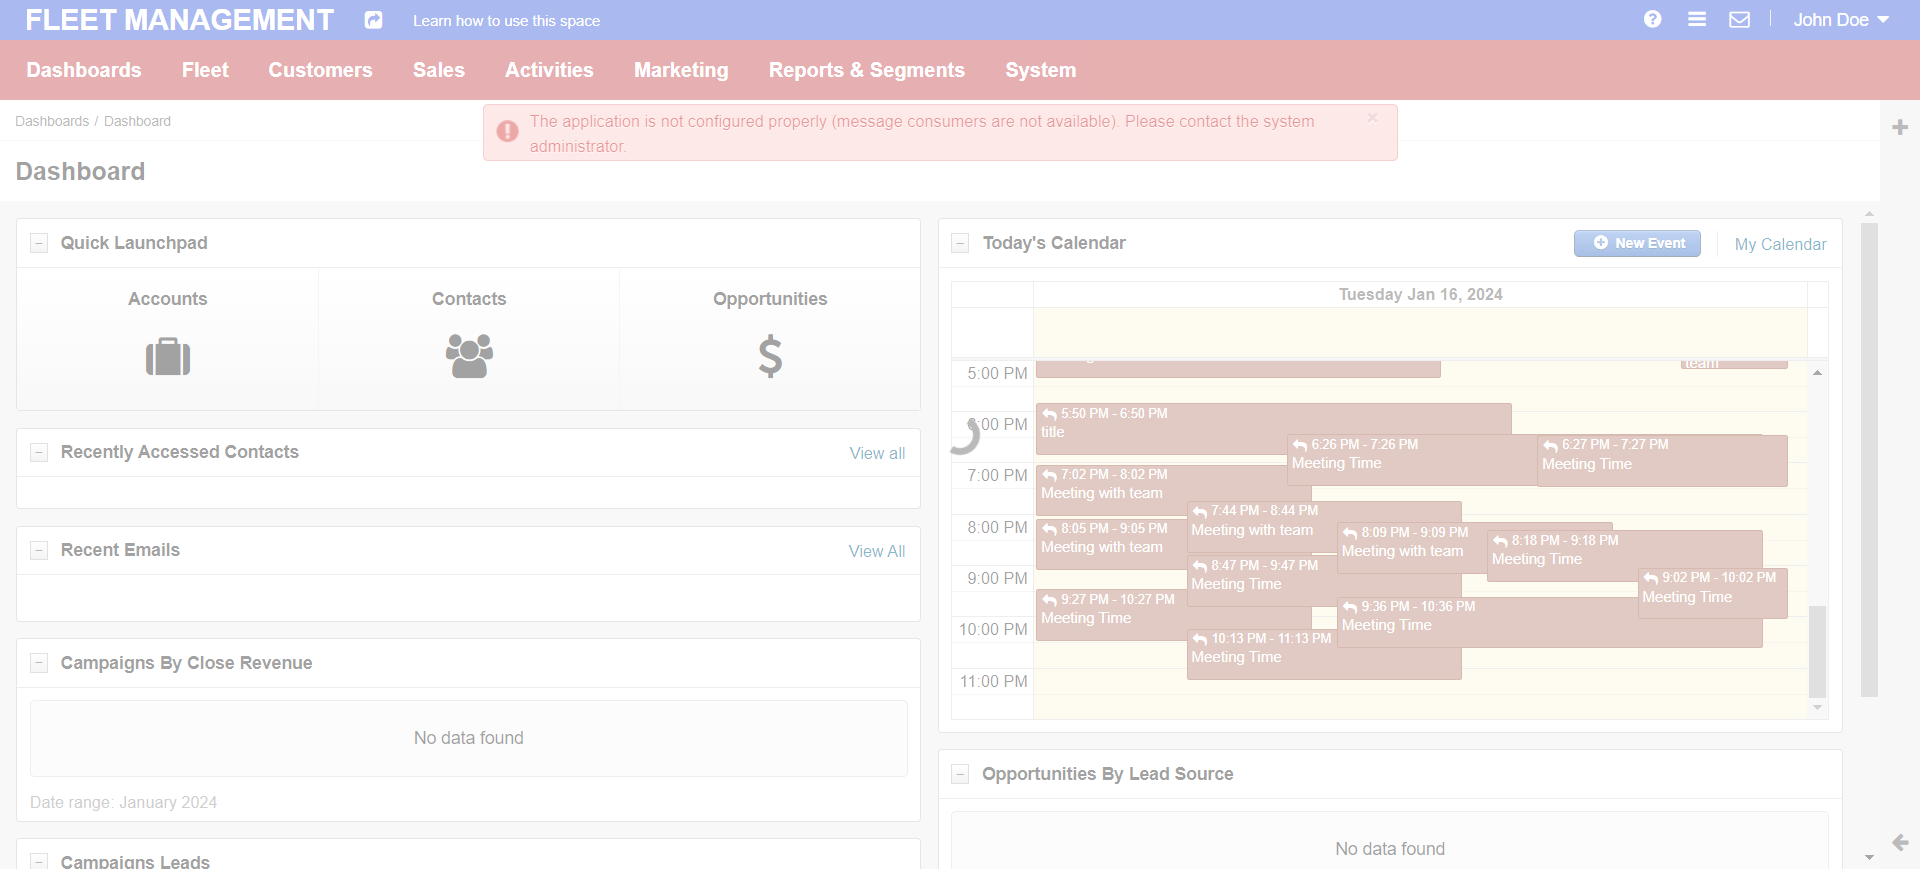 FLEET MANAGEMENT
Learn how to use this space
John Doe
Dashboards Fleet Customers Sales Activities Marketing Reports & Segments System
Dashboards / Dashboard
The application is not configured properly (message consumers are not available). Please contact the system
administrator.
×
Dashboard
Quick Launchpad
Accounts Contacts Opportunities
Recently Accessed Contacts View all
Recent Emails View All
Campaigns By Close Revenue
No data found
Date range: January 2024
Campaigns Leads
Today's Calendar New Event My Calendar
Tuesday Jan 16, 2024
team
5:00 PM
6:00 PM
5:50 PM - 6:50 PM
title
6:26 PM - 7:26 PM
Meeting Time
6:27 PM - 7:27 PM
Meeting Time
7:00 PM
7:02 PM - 8:02 PM
Meeting with team
7:44 PM - 8:44 PM
Meeting with team
8:00 PM
8:05 PM - 9:05 PM
Meeting with team
8:09 PM - 9:09 PM
Meeting with team
8:18 PM - 9:18 PM
Meeting Time
8:47 PM - 9:47 PM
Meeting Time
9:00 PM
9:02 PM - 10:02 PM
Meeting Time
9:27 PM - 10:27 PM
Meeting Time
9:36 PM - 10:36 PM
Meeting Time
10:00 PM
10:13 PM - 11:13 PM
Meeting Time
11:00 PM
Opportunities By Lead Source
No data found